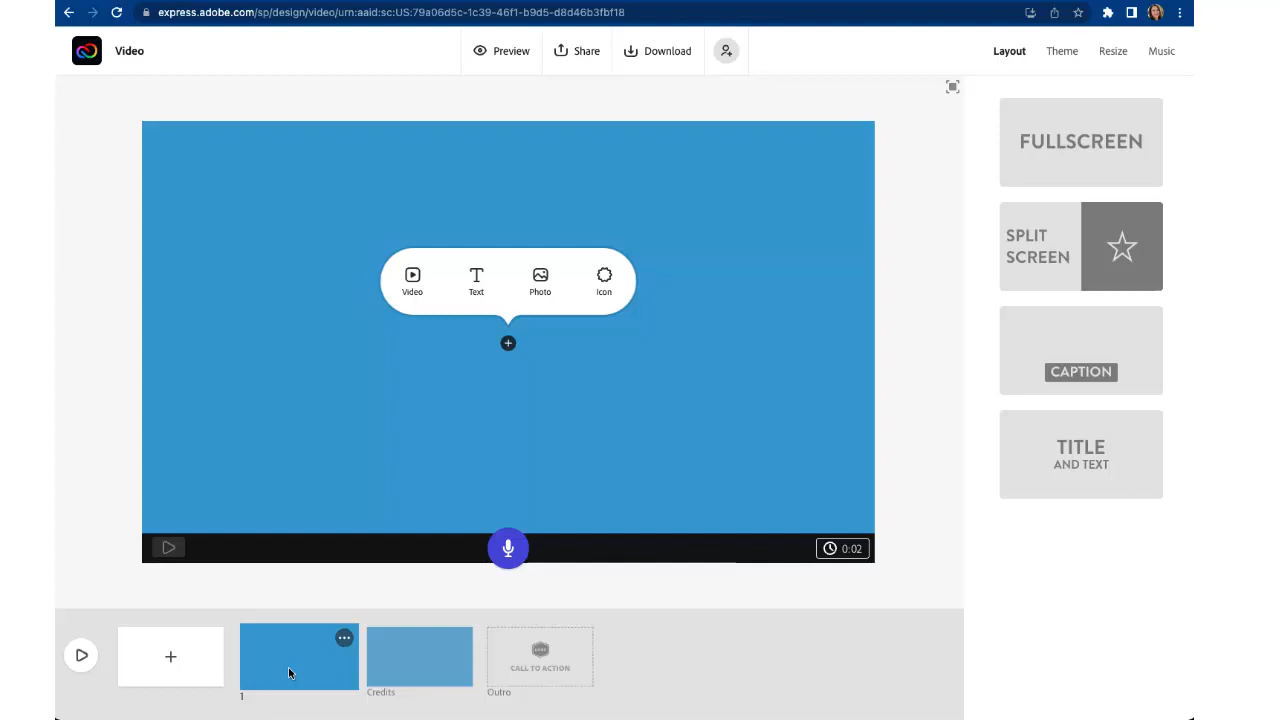 express.adobe.com/sp/design/video/urn:aaid:sc:US:79a06d5c-1c39-46f1-b9d5-d8d46b3fbf18
Video
Preview
Share
Download
Layout
Theme
Resize
Music
FULLSCREEN
SPLIT
SCREEN
CAPTION
TITLE
AND TEXT
Video
Text
Photo
Icon
0:02
CALL TO ACTION
1
Credits
Outro